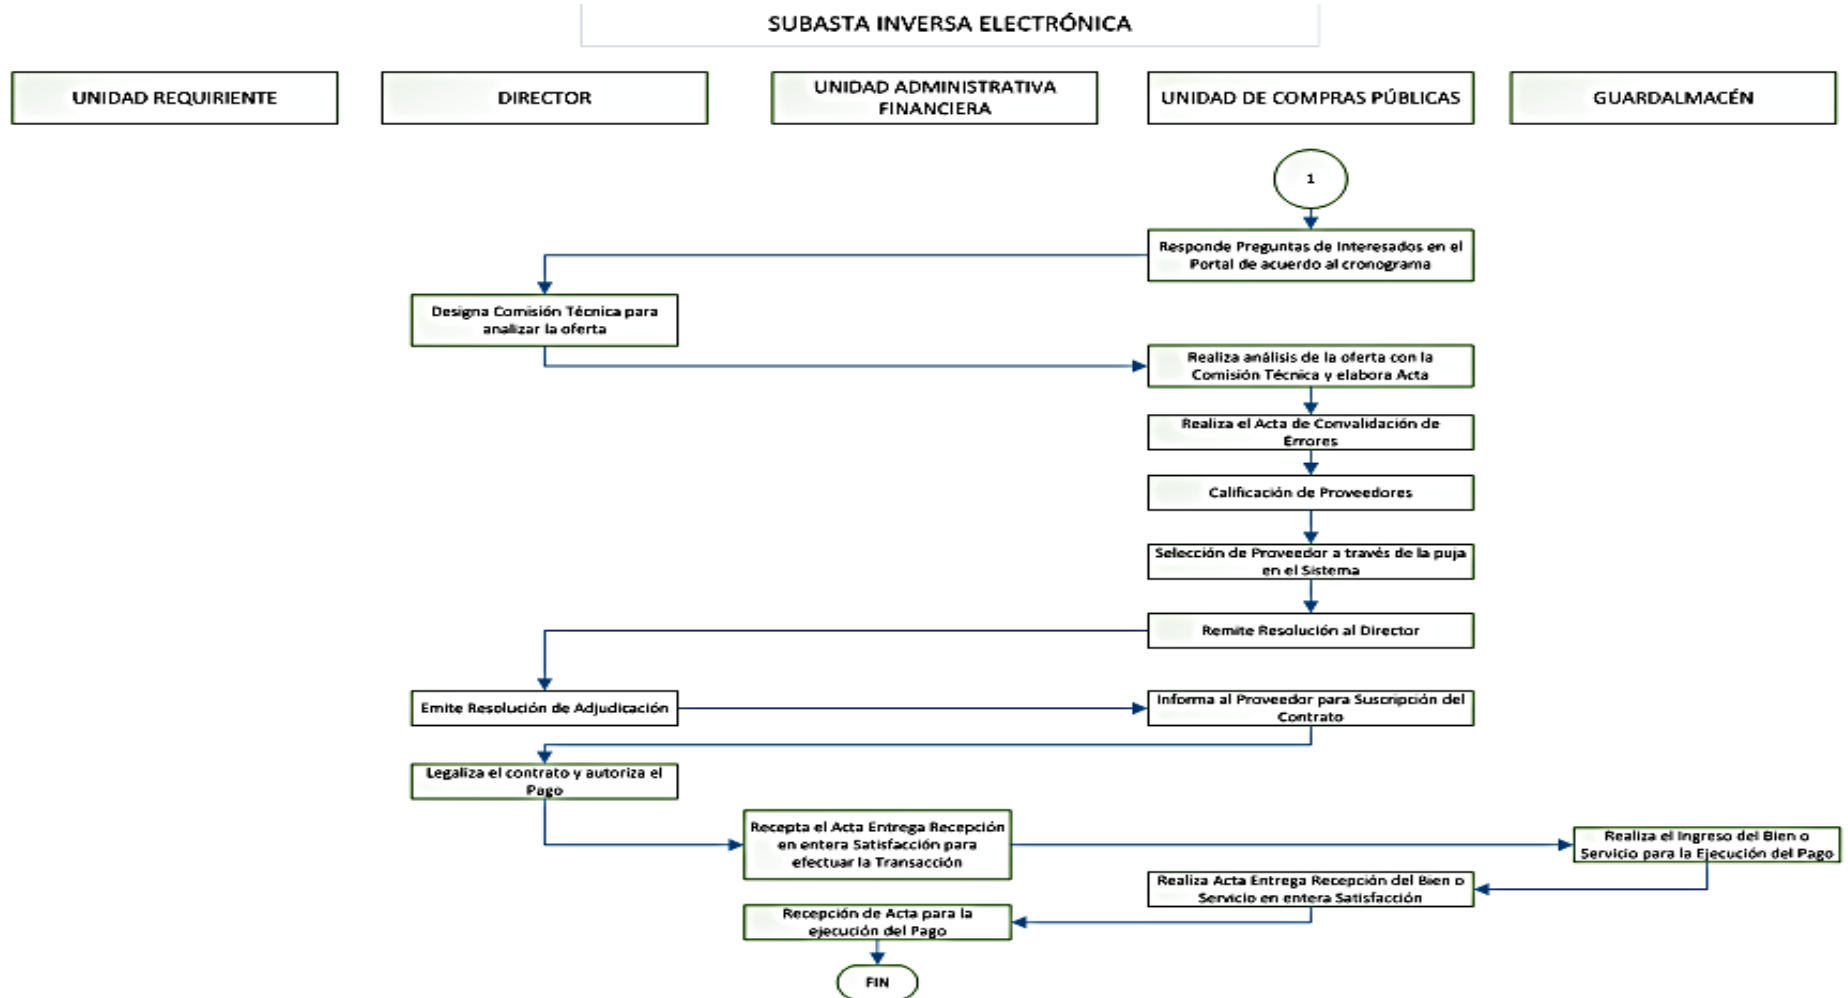 SUBASTA INVERSA ELECTRÓNICA
UNIDAD REQUIRIENTE
DIRECTOR
UNIDAD ADMINISTRATIVA
FINANCIERA
UNIDAD DE COMPRAS PÚBLICAS
GUARDALMACÉN
1
Responde Preguntas de Interesados en el
Portal de acuerdo al cronograma
Designa Comisión Técnica para
analizar la oferta
Realiza análisis de la oferta con la
Comisión Técnica y elabora Acta
Realiza el Acta de Convalidación de
Errores
Calificación de Proveedores
Selección de Proveedor a través de la puja
en el Sistema
Remite Resolución al Director
Emite Resolución de Adjudicación
Informa al Proveedor para Suscripción del
Contrato
Legaliza el contrato y autoriza el
Pago
Recepta el Acta Entrega Recepción
en entera Satisfacción para
efectuar la Transacción
Realiza el Ingreso del Bien o
Servicio para la Ejecución del Pago
Realiza Acta Entrega Recepción del Bien o
Servicio en entera Satisfacción
Recepción de Acta para la
ejecución del Pago
FIN